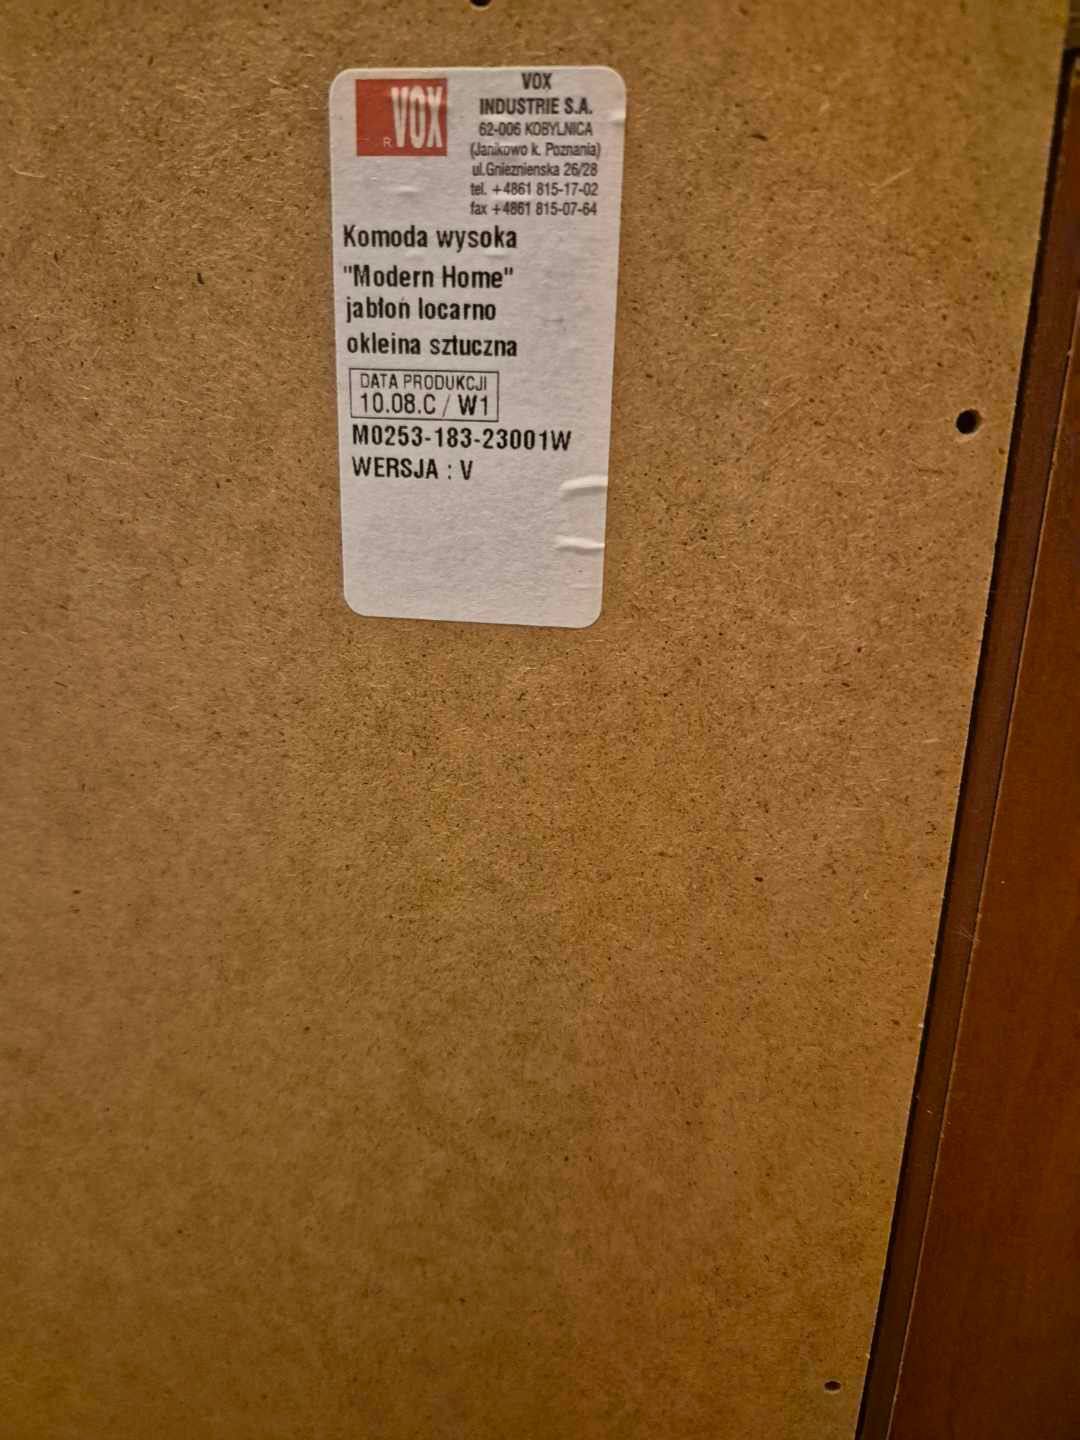 VOX
R
VOX
INDUSTRIE S.A.
62-006 KOBYLNICA
(Janikowo k. Poznania)
ul.Gnieznienska 26/28
tel. +4861 815-17-02
fax +4861 815-07-64
Komoda wysoka
"Modern Home"
jabłoń locarno
okleina sztuczna
DATA PRODUKCJI
10.08.C / W1
M0253-183-23001W
WERSJA : V